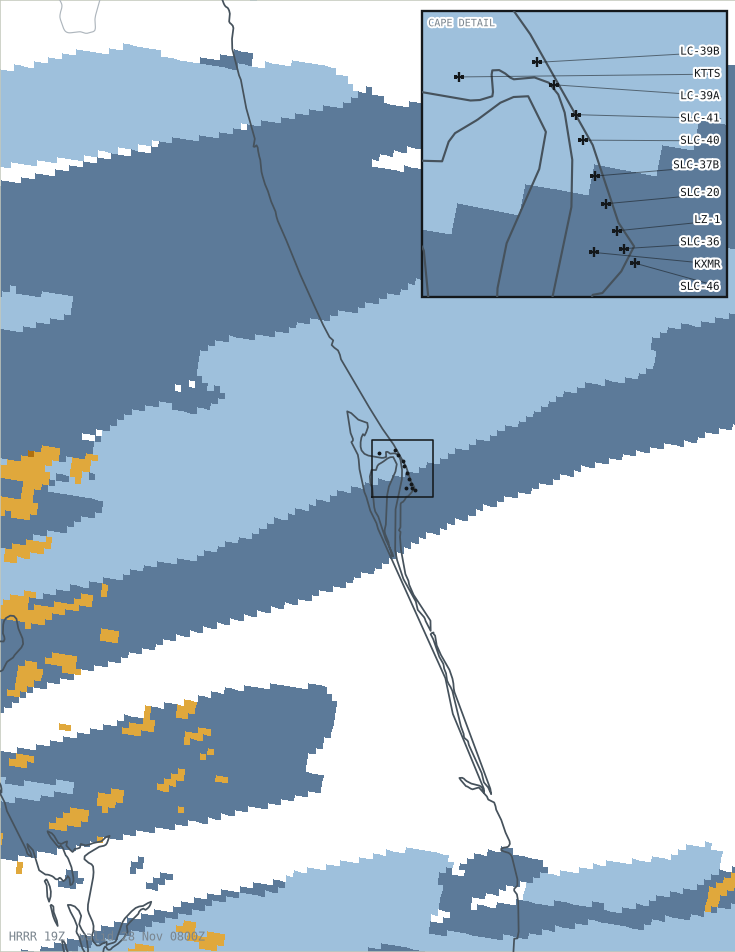 CAPE DETAIL
LC-39B
KTTS
LC-39A
SLC-41
SLC-40
SLC-37B
SLC-20
LZ-1
SLC-36
KXMR
SLC-46
HRRR 19Z 28 Nov 0800Z